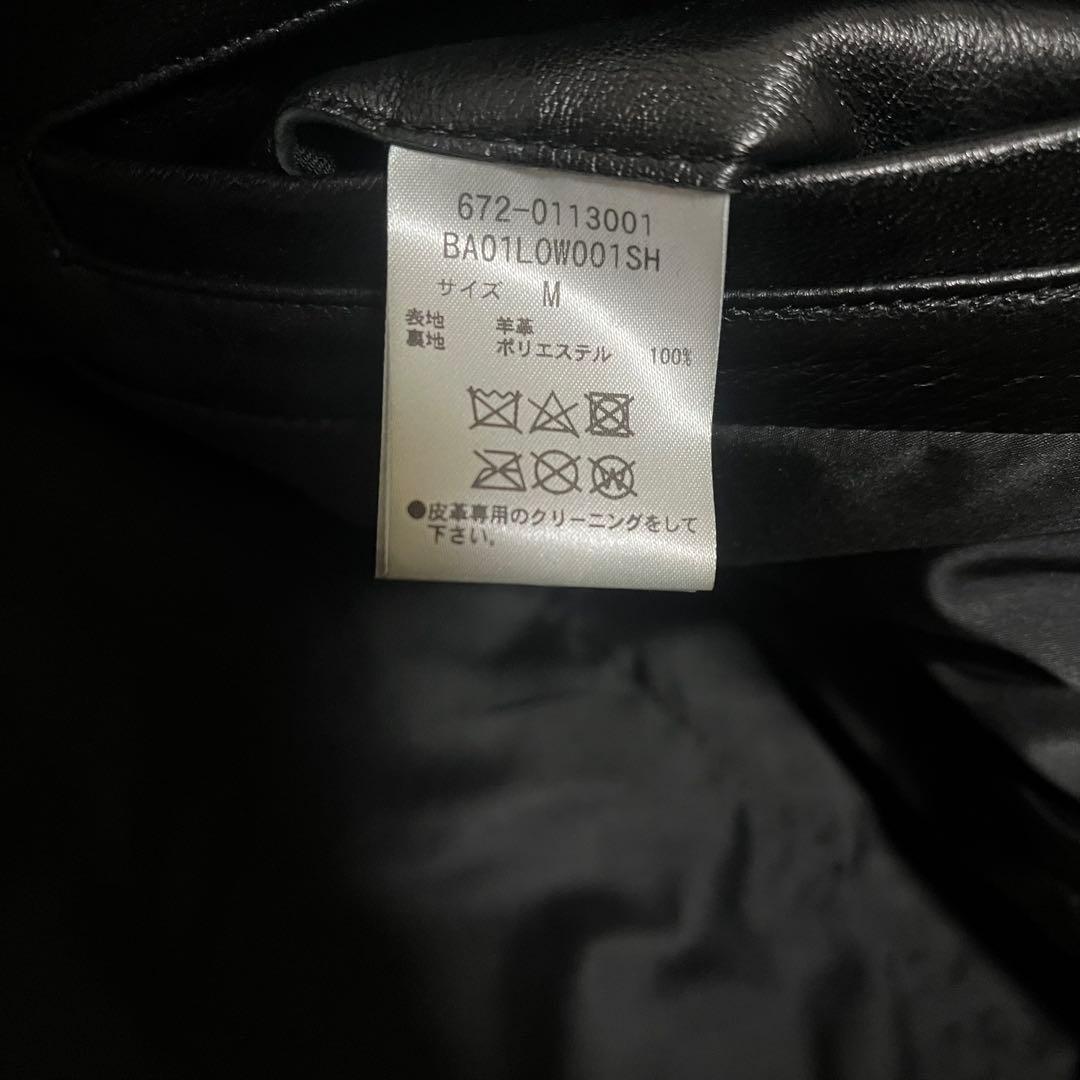 672-0113001
BA01LOW001SH
サイズ M
表地 羊革
裏地 ポリエステル 100%
●皮革専用のクリーニングをして
下さい。